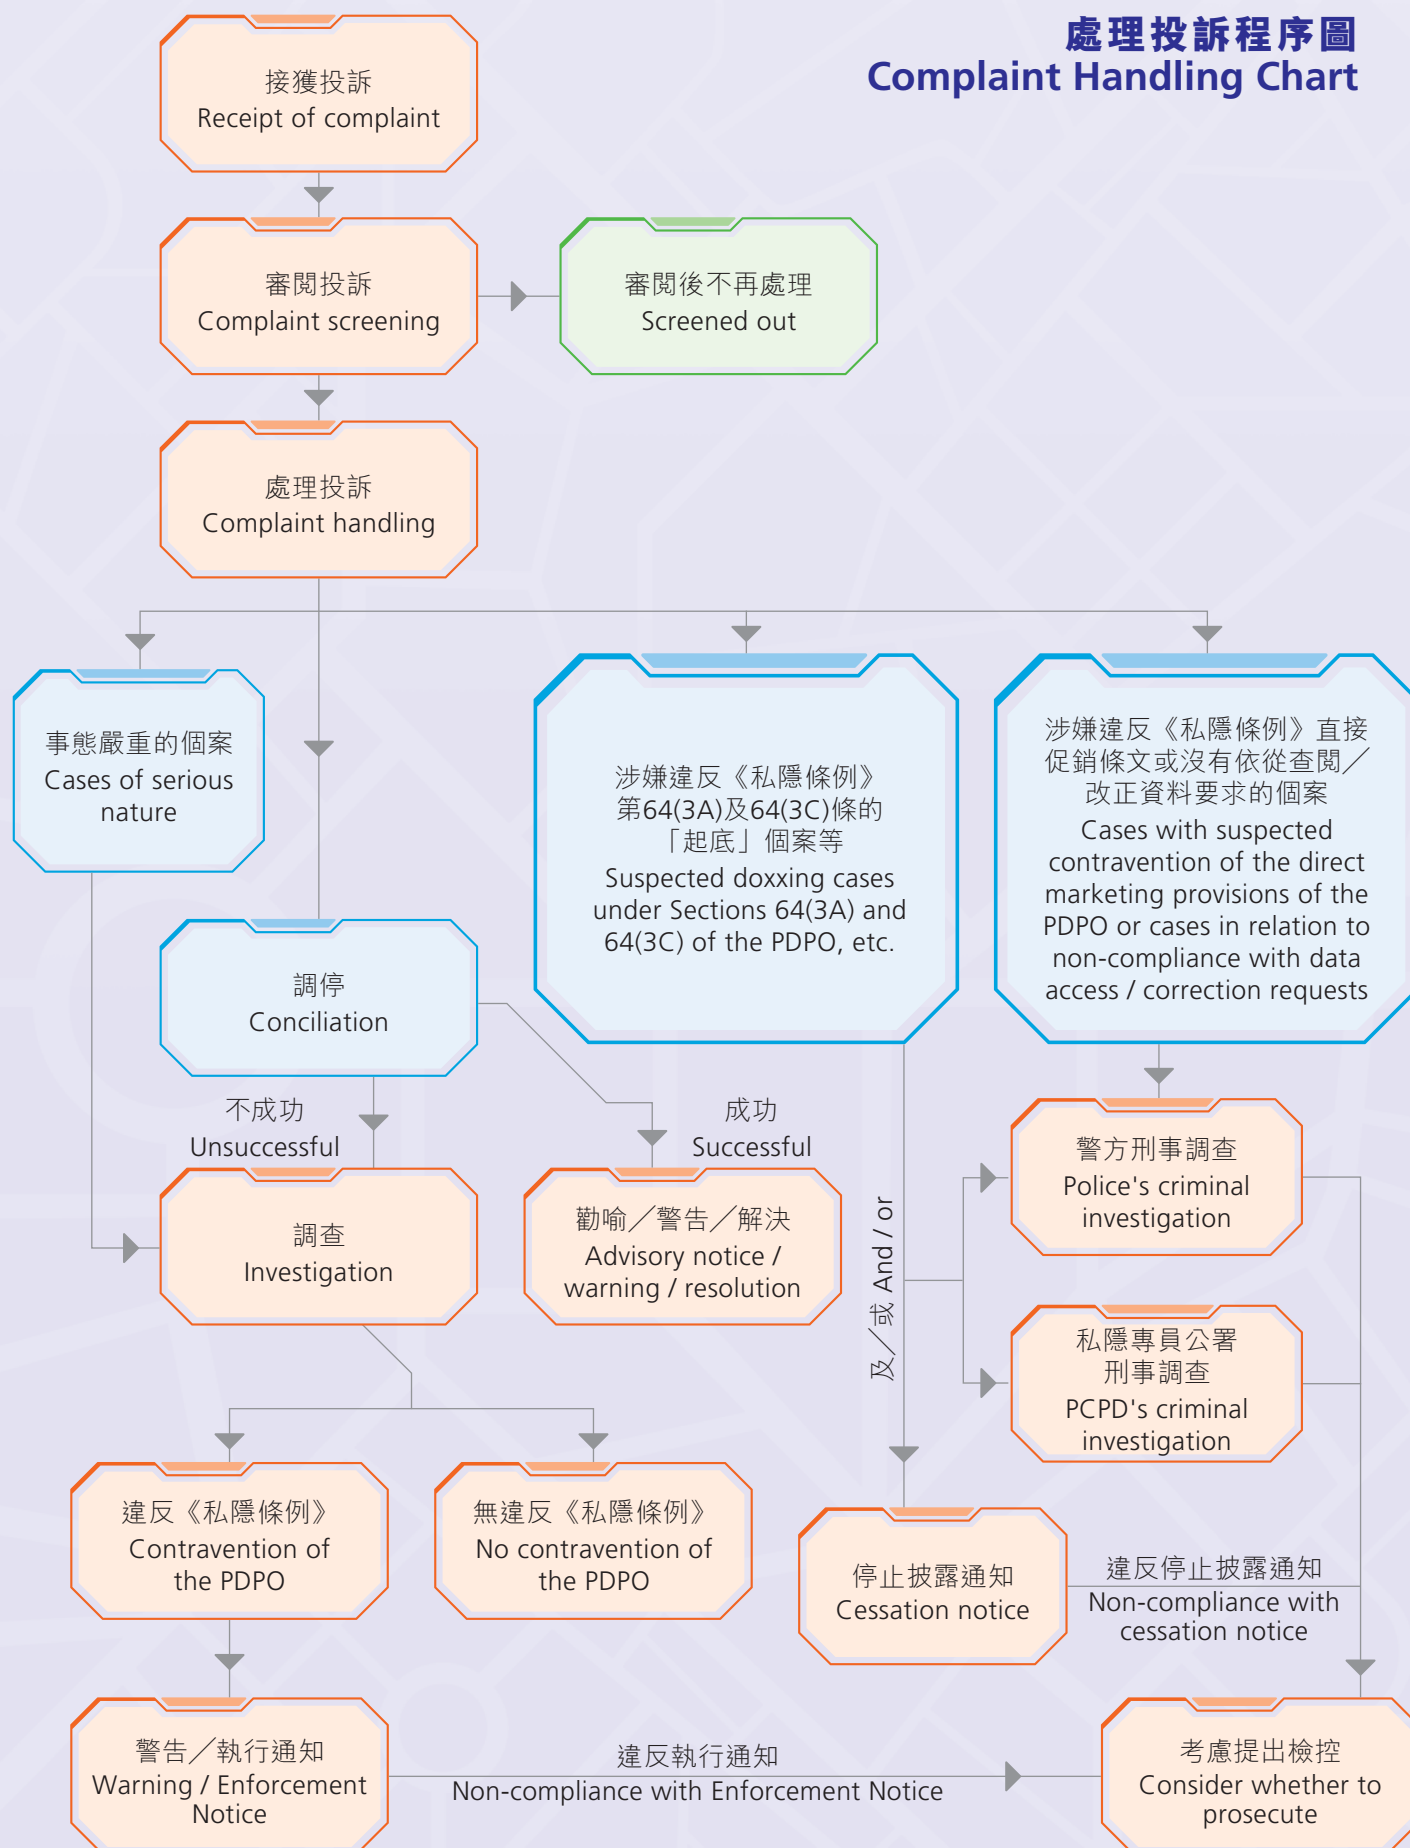 處理投訴程序圖
Complaint Handling Chart
接獲投訴
Receipt of complaint
審閱投訴
Complaint screening
審閱後不再處理
Screened out
處理投訴
Complaint handling
事態嚴重的個案
Cases of serious
nature
涉嫌違反《私隱條例》
第64(3A)及64(3C)條的
「起底」個案等
Suspected doxxing cases
under Sections 64(3A) and
64(3C) of the PDPO, etc.
涉嫌違反《私隱條例》直接
促銷條文或沒有依從查閱／
改正資料要求的個案
Cases with suspected
contravention of the direct
marketing provisions of the
PDPO or cases in relation to
non-compliance with data
access / correction requests
調停
Conciliation
不成功
Unsuccessful
成功
Successful
調查
Investigation
勸喻／警告／解決
Advisory notice /
warning / resolution
及／或 And / or
警方刑事調查
Police's criminal
investigation
私隱專員公署
刑事調查
PCPD's criminal
investigation
違反《私隱條例》
Contravention of
the PDPO
無違反《私隱條例》
No contravention of
the PDPO
停止披露通知
Cessation notice
違反停止披露通知
Non-compliance with
cessation notice
警告／執行通知
Warning / Enforcement
Notice
違反執行通知
Non-compliance with Enforcement Notice
考慮提出檢控
Consider whether to
prosecute